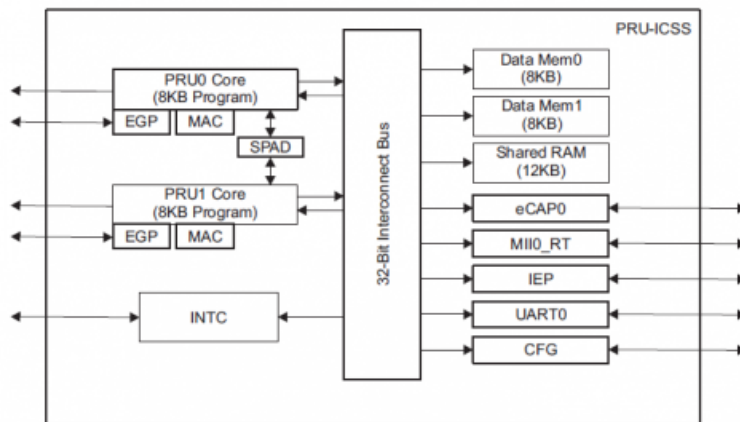 PRU-ICSS
PRU0 Core
(8KB Program)
EGP
MAC
SPAD
PRU1 Core
(8KB Program)
EGP
MAC
INTC
32-Bit Interconnect Bus
Data Mem0
(8KB)
Data Mem1
(8KB)
Shared RAM
(12KB)
eCAP0
MII0_RT
IEP
UART0
CFG